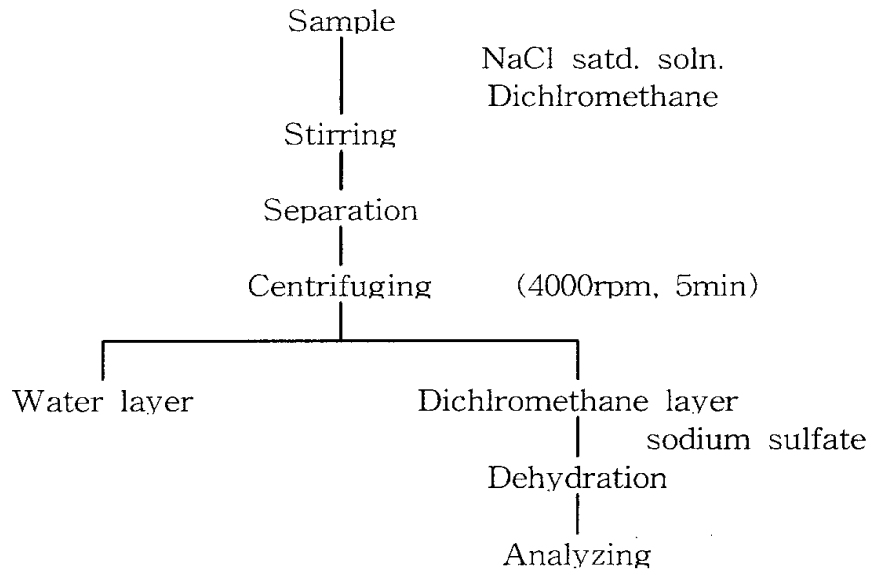 Sample
NaCl satd. soln.
Dichlromethane
Stirring
Separation
Centrifuging (4000rpm, 5min)
Water layer Dichlromethane layer
sodium sulfate
Dehydration
Analyzing